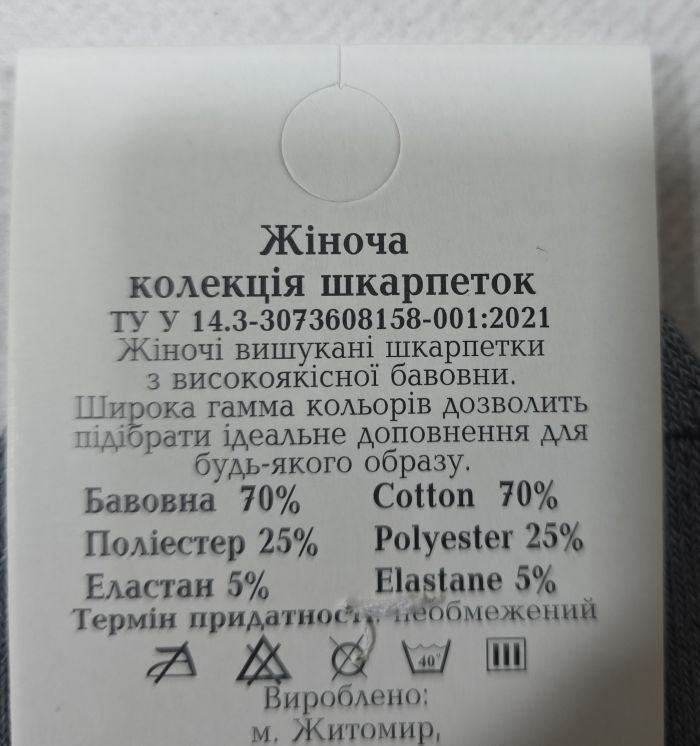 Жіноча
колекція шкарпеток
ТУ У 14.3-3073608158-001:2021
Жіночі вишукані шкарпетки
з високоякісної бавовни.
Широка гамма кольорів дозволить
підібрати ідеальне доповнення для
будь-якого образу.
Бавовна 70% Cotton 70%
Поліестер 25% Polyester 25%
Еластан 5% Elastane 5%
Термін придатності: необмежений
40°
Вироблено:
м. Житомир,